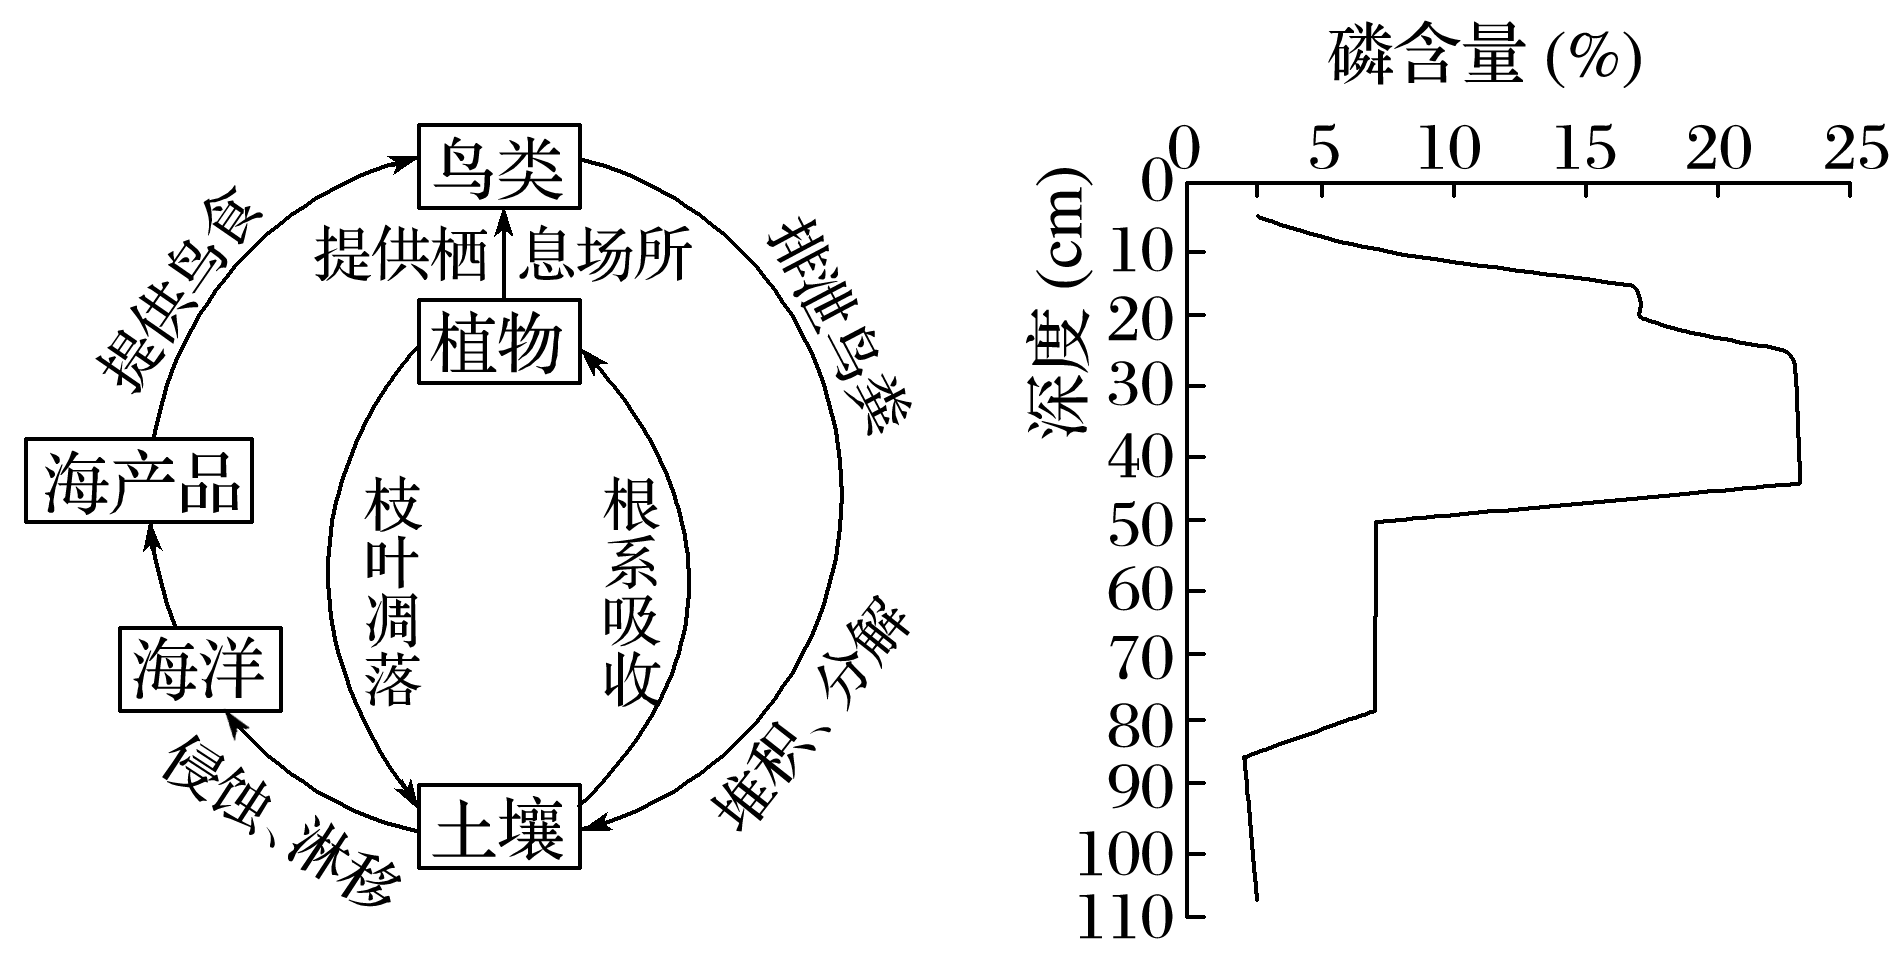 鸟类
提供鸟食
提供栖息场所
排泄鸟粪
植物
海产品
枝叶凋落
根系吸收
海洋
堆积、分解
侵蚀、淋移
土壤
磷含量(%)
0 5 10 15 20 25
深度(cm)
0
10
20
30
40
50
60
70
80
90
100
110